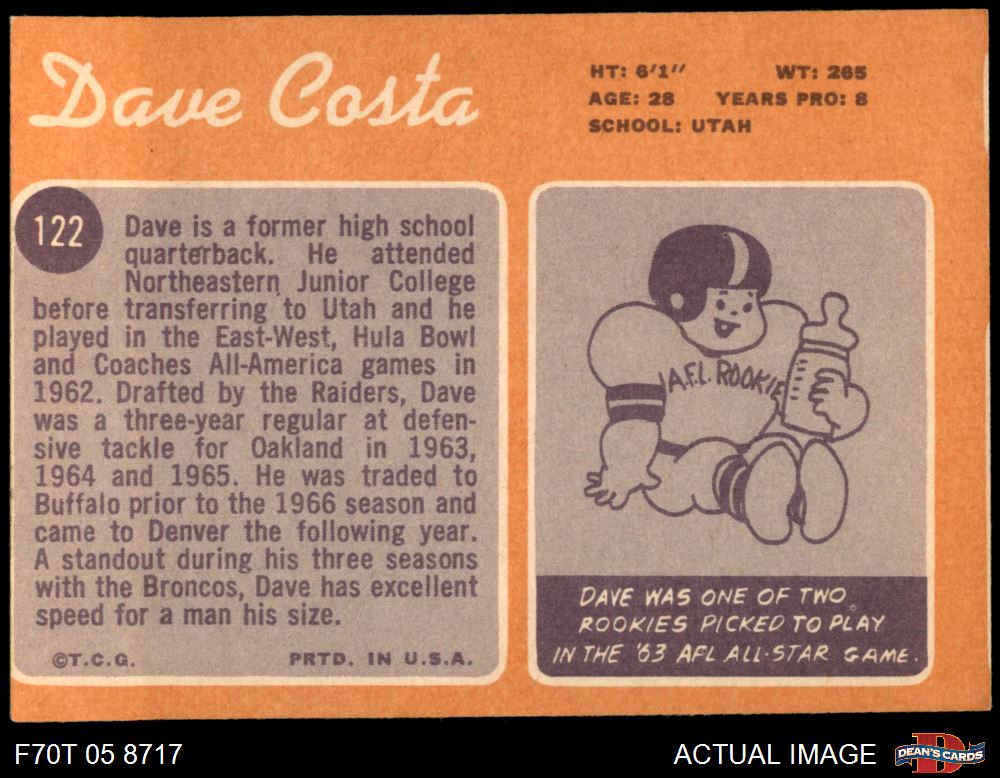 Dave Costa
HT: 6'1" WT: 265
AGE: 28 YEARS PRO: 8
SCHOOL: UTAH
122
Dave is a former high school
quarterback. He attended
Northeastern Junior College
before transferring to Utah and he
played in the East-West, Hula Bowl
and Coaches All-America games in
1962. Drafted by the Raiders, Dave
was a three-year regular at defen-
sive tackle for Oakland in 1963,
1964 and 1965. He was traded to
Buffalo prior to the 1966 season and
came to Denver the following year.
A standout during his three seasons
with the Broncos, Dave has excellent
speed for a man his size.
©T.C.G. PRTD. IN U.S.A.
A.F.L. ROOKIE
DAVE WAS ONE OF TWO
ROOKIES PICKED TO PLAY
IN THE '63 AFL ALL-STAR GAME.
F70T 05 8717 ACTUAL IMAGE
DEAN'S CARDS